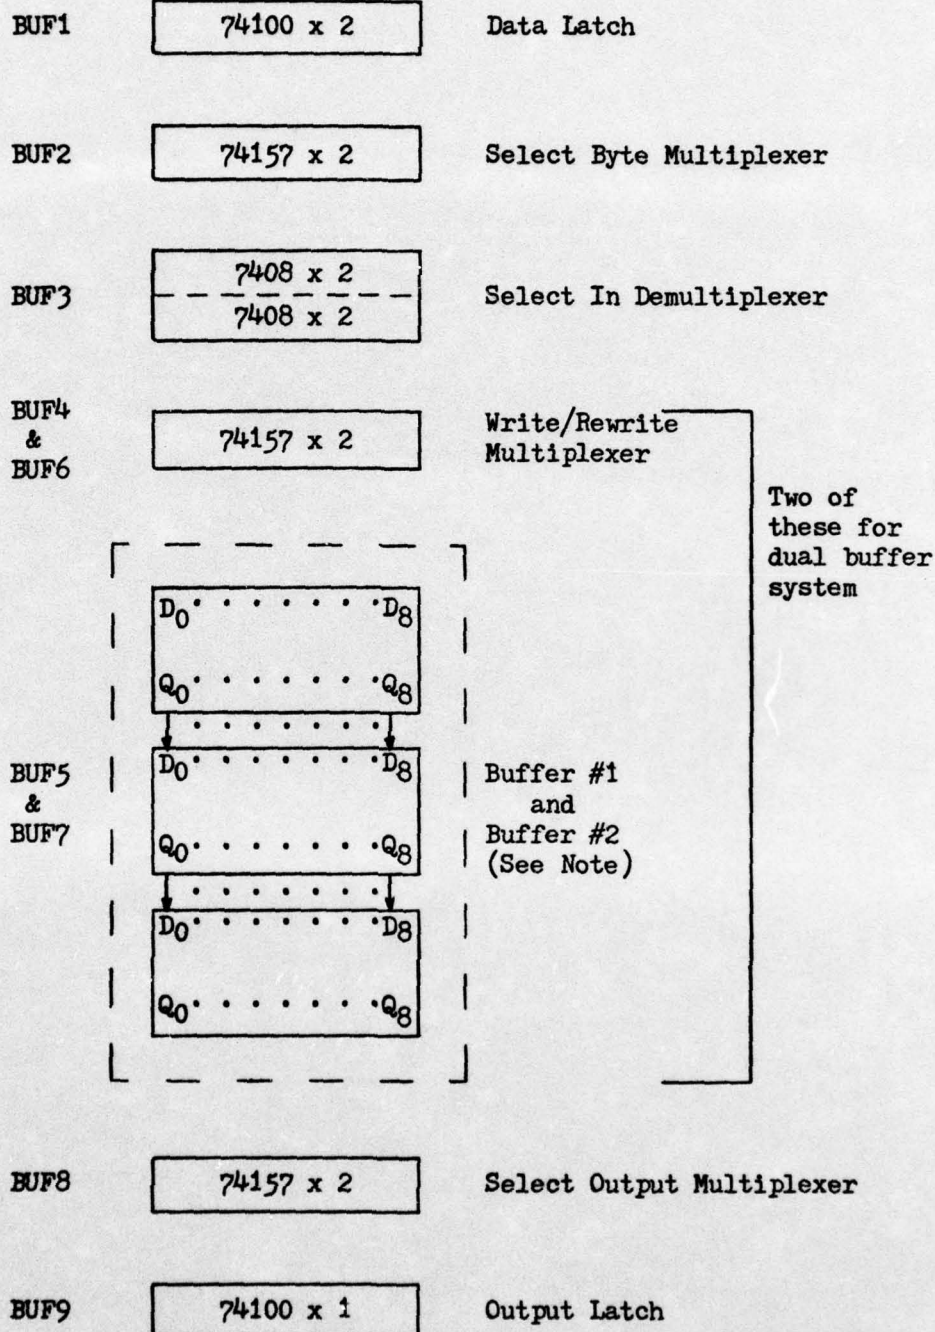 BUF1 74100 x 2 Data Latch
BUF2 74157 x 2 Select Byte Multiplexer
7408 x 2
BUF3 Select In Demultiplexer
7408 x 2
BUF4
&
BUF6
74157 x 2
Write/Rewrite
Multiplexer
Two of
these for
dual buffer
system
D0 . . . . . . . D8
Q0 . . . . . . . Q8
D0 . . . . . . . D8
Q0 . . . . . . . Q8
D0 . . . . . . . D8
Q0 . . . . . . . Q8
BUF5
&
BUF7
Buffer #1
and
Buffer #2
(See Note)
BUF8 74157 x 2 Select Output Multiplexer
BUF9 74100 x 1 Output Latch